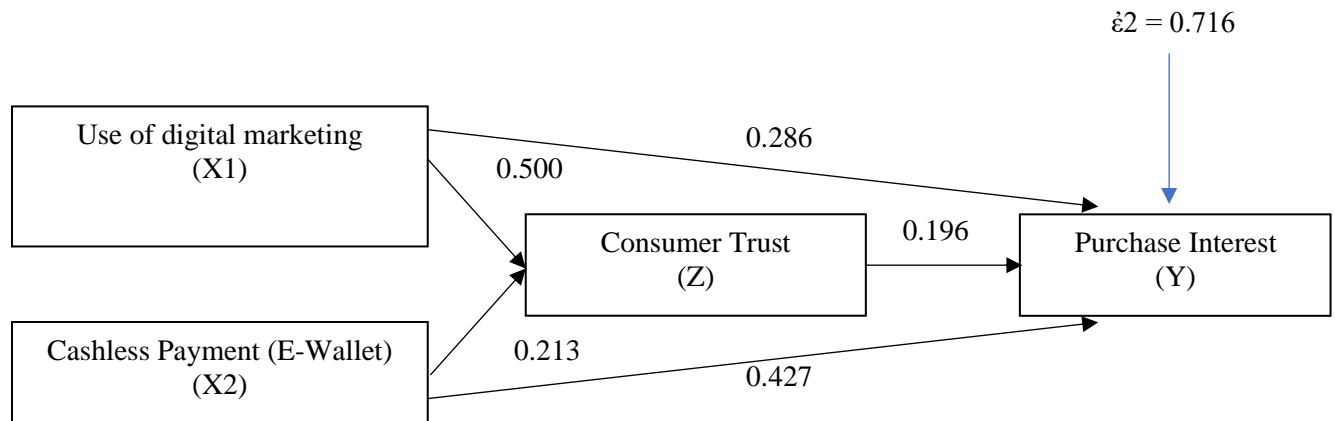 ἐ2 = 0.716
Use of digital marketing
(X1)
0.286
0.500
Consumer Trust
(Z)
0.196
Purchase Interest
(Y)
Cashless Payment (E-Wallet)
(X2)
0.213
0.427